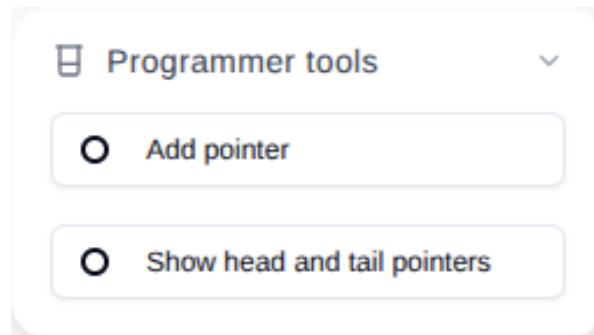 Programmer tools
Add pointer
Show head and tail pointers